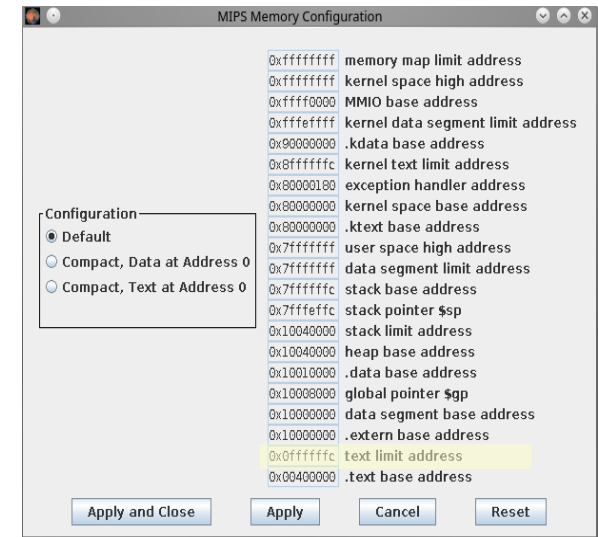 MIPS Memory Configuration
0xffffffff memory map limit address
0xffffffff kernel space high address
0xffff0000 MMIO base address
0xfffeffff kernel data segment limit address
0x90000000 .kdata base address
0x8ffffffc kernel text limit address
0x80000180 exception handler address
0x80000000 kernel space base address
0x80000000 .ktext base address
0x7fffffff user space high address
0x7fffffff data segment limit address
0x7ffffffc stack base address
0x7fffeffc stack pointer $sp
0x10040000 stack limit address
0x10040000 heap base address
0x10010000 .data base address
0x10008000 global pointer $gp
0x10000000 data segment base address
0x10000000 .extern base address
0x0ffffffc text limit address
0x00400000 .text base address
Configuration
Default
Compact, Data at Address 0
Compact, Text at Address 0
Apply and Close Apply Cancel Reset